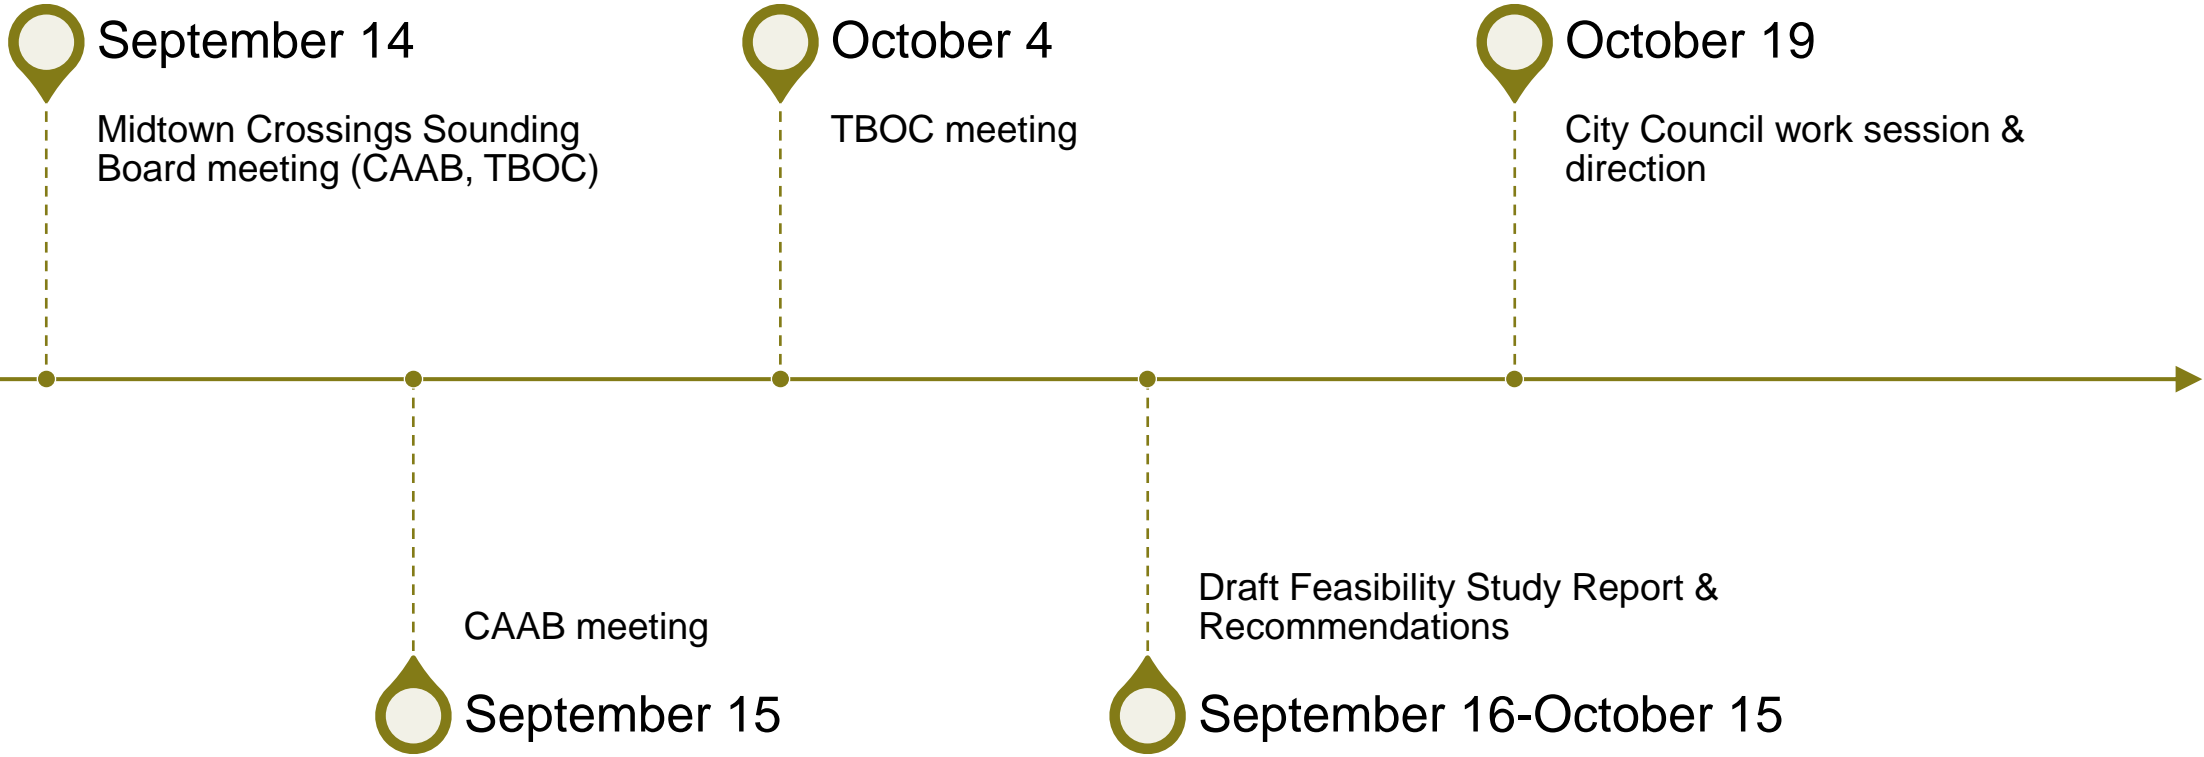 September 14
Midtown Crossings Sounding
Board meeting (CAAB, TBOC)
CAAB meeting
September 15
October 4
TBOC meeting
Draft Feasibility Study Report &
Recommendations
September 16-October 15
October 19
City Council work session &
direction